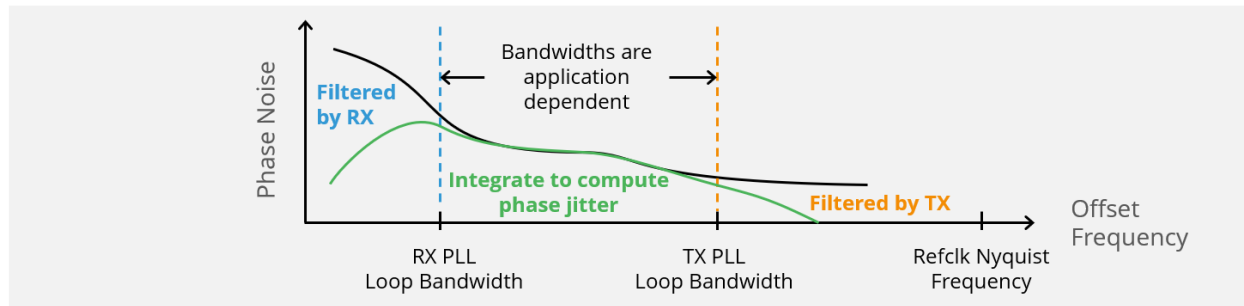 Phase Noise
Filtered
by RX
Bandwidths are
application
dependent
Integrate to compute
phase jitter
Filtered by TX
Offset
Frequency
RX PLL
Loop Bandwidth
TX PLL
Loop Bandwidth
Refclk Nyquist
Frequency